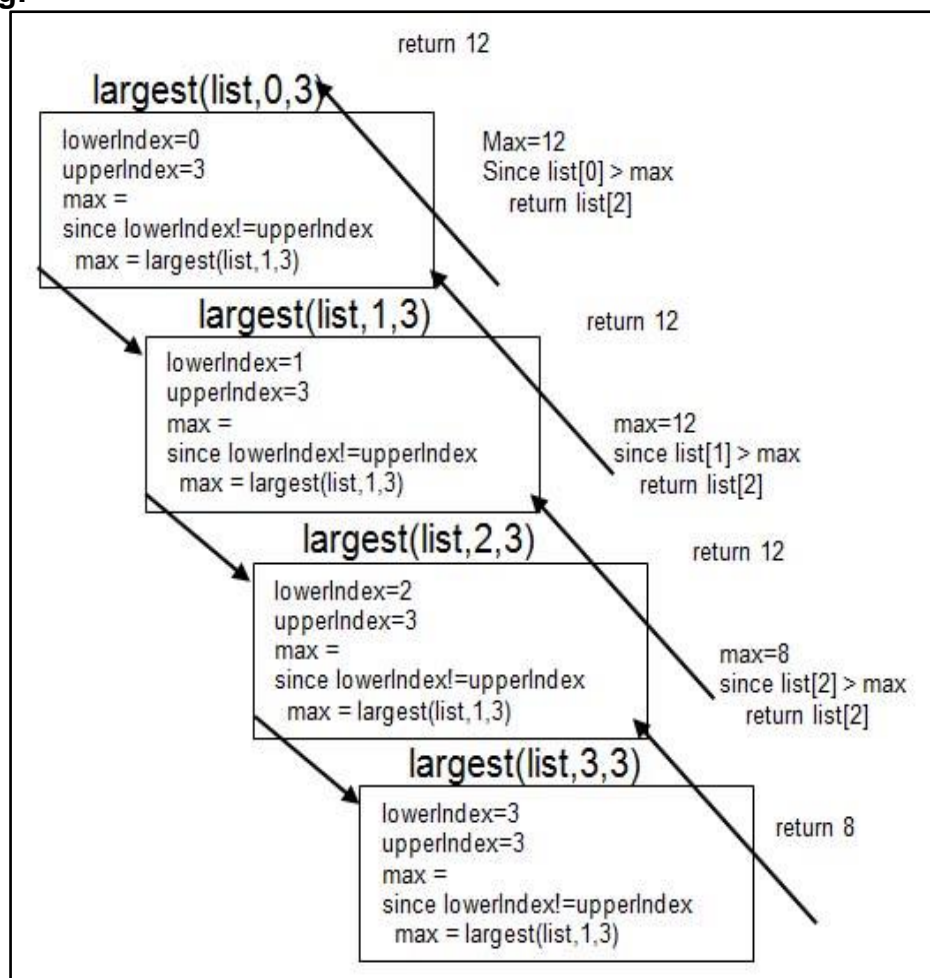 g.
return 12
largest(list,0,3)
lowerIndex=0
upperIndex=3
max =
since lowerIndex!=upperIndex
max = largest(list,1,3)
Max=12
Since list[0] > max
return list[2]
largest(list,1,3)
return 12
lowerIndex=1
upperIndex=3
max =
since lowerIndex!=upperIndex
max = largest(list,1,3)
max=12
since list[1] > max
return list[2]
largest(list,2,3)
return 12
lowerIndex=2
upperIndex=3
max =
since lowerIndex!=upperIndex
max = largest(list,1,3)
max=8
since list[2] > max
return list[2]
largest(list,3,3)
return 8
lowerIndex=3
upperIndex=3
max =
since lowerIndex!=upperIndex
max = largest(list,1,3)